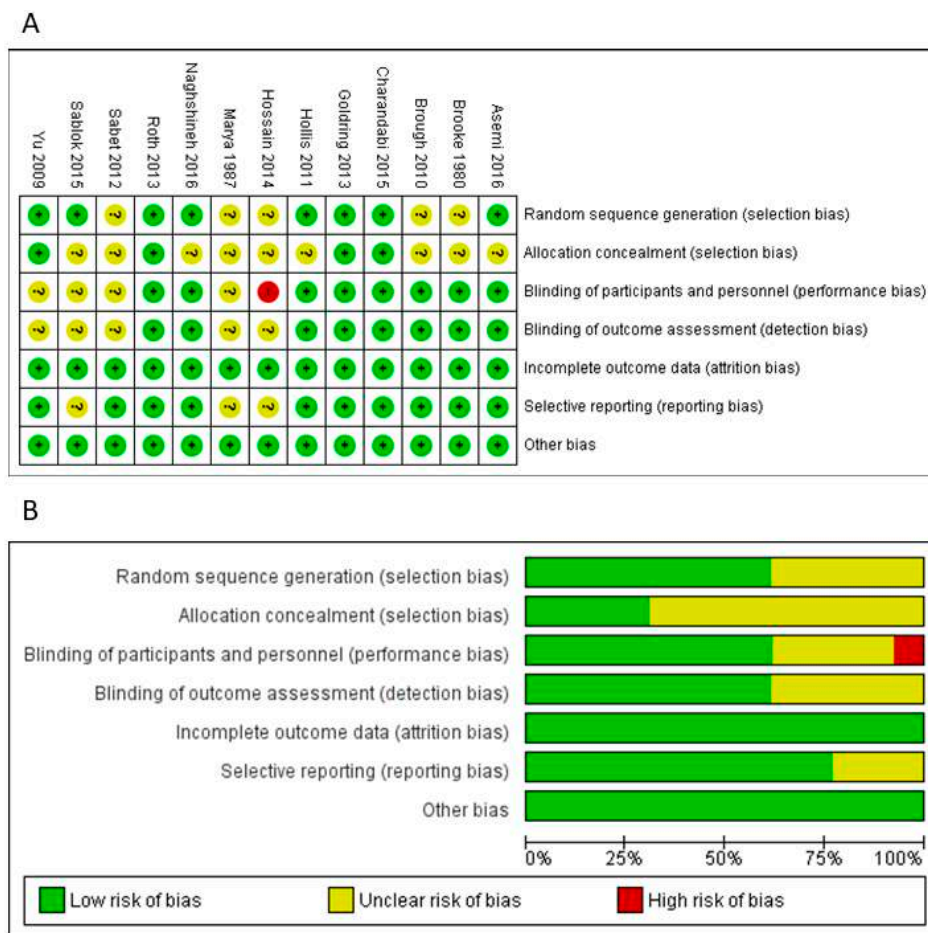 A
Yu 2009
Sablok 2015
Sabet 2012
Roth 2013
Naghshineh 2016
Marya 1987
Hossain 2014
Hollis 2011
Goldring 2013
Charandabi 2015
Brough 2010
Brooke 1980
Asemi 2016
+ + ? + + ? ? + + + ? ? + Random sequence generation (selection bias)
+ ? ? + ? ? ? ? + + ? ? ? Allocation concealment (selection bias)
? ? ? + + ? - + + + + + + Blinding of participants and personnel (performance bias)
? ? ? + + ? ? + + + + + + Blinding of outcome assessment (detection bias)
+ + + + + + + + + + + + + Incomplete outcome data (attrition bias)
+ ? + + + ? ? + + + + + + Selective reporting (reporting bias)
+ + + + + + + + + + + + + Other bias
B
Random sequence generation (selection bias)
Allocation concealment (selection bias)
Blinding of participants and personnel (performance bias)
Blinding of outcome assessment (detection bias)
Incomplete outcome data (attrition bias)
Selective reporting (reporting bias)
Other bias
0% 25% 50% 75% 100%
Low risk of bias Unclear risk of bias High risk of bias